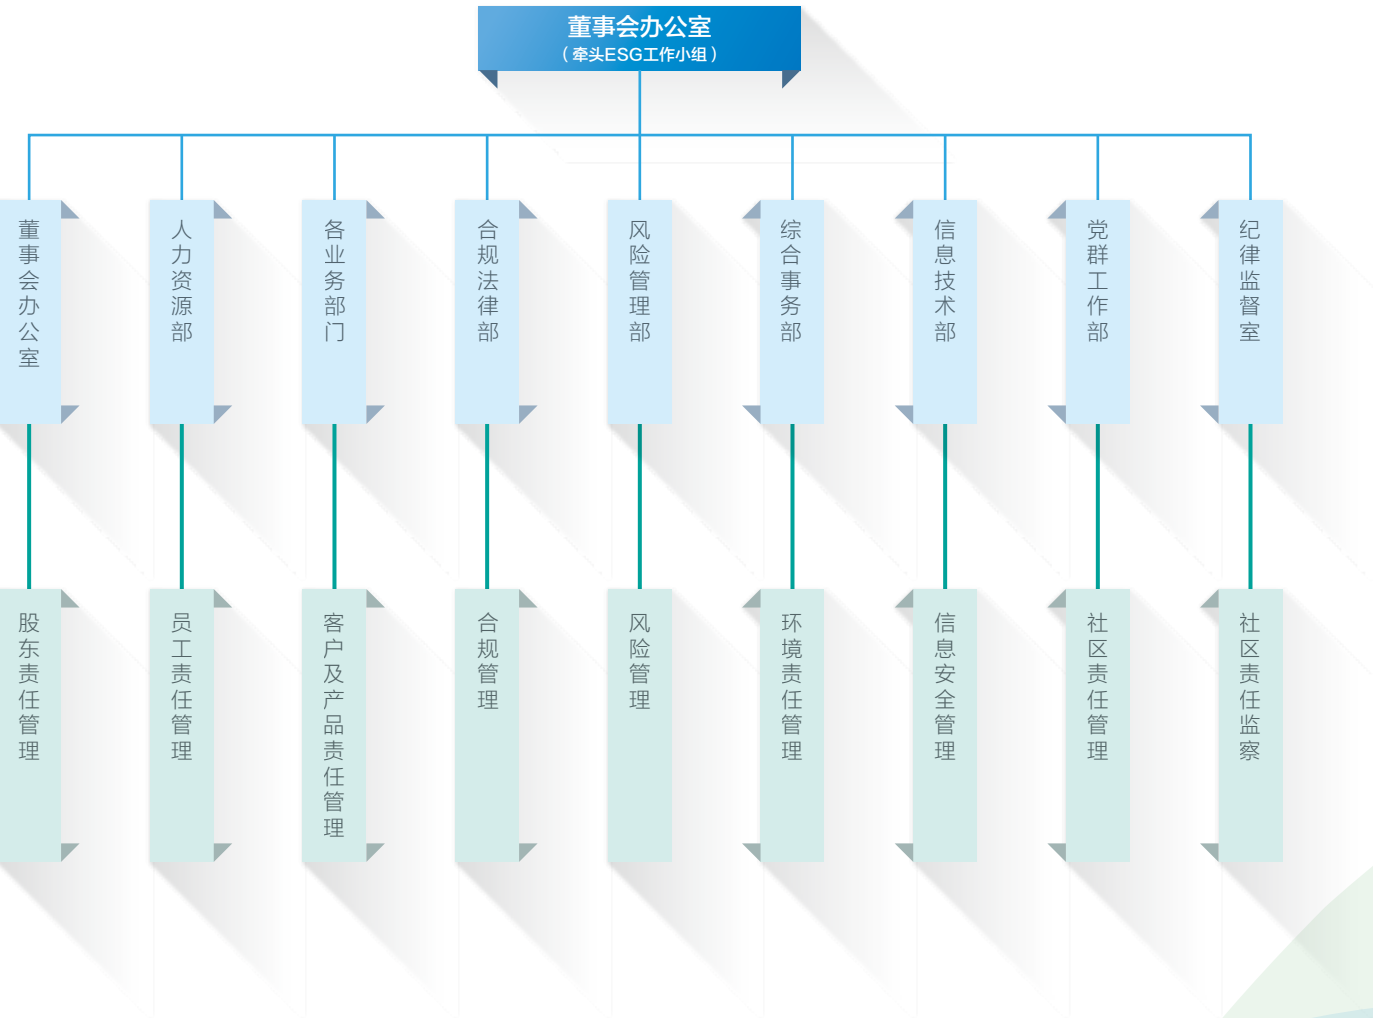 董事会办公室
（牵头ESG工作小组）
董事会办公室
人力资源部
各业务部门
合规法律部
风险管理部
综合事务部
信息技术部
党群工作部
纪律监督室
股东责任管理
员工责任管理
客户及产品责任管理
合规管理
风险管理
环境责任管理
信息安全管理
社区责任管理
社区责任监察